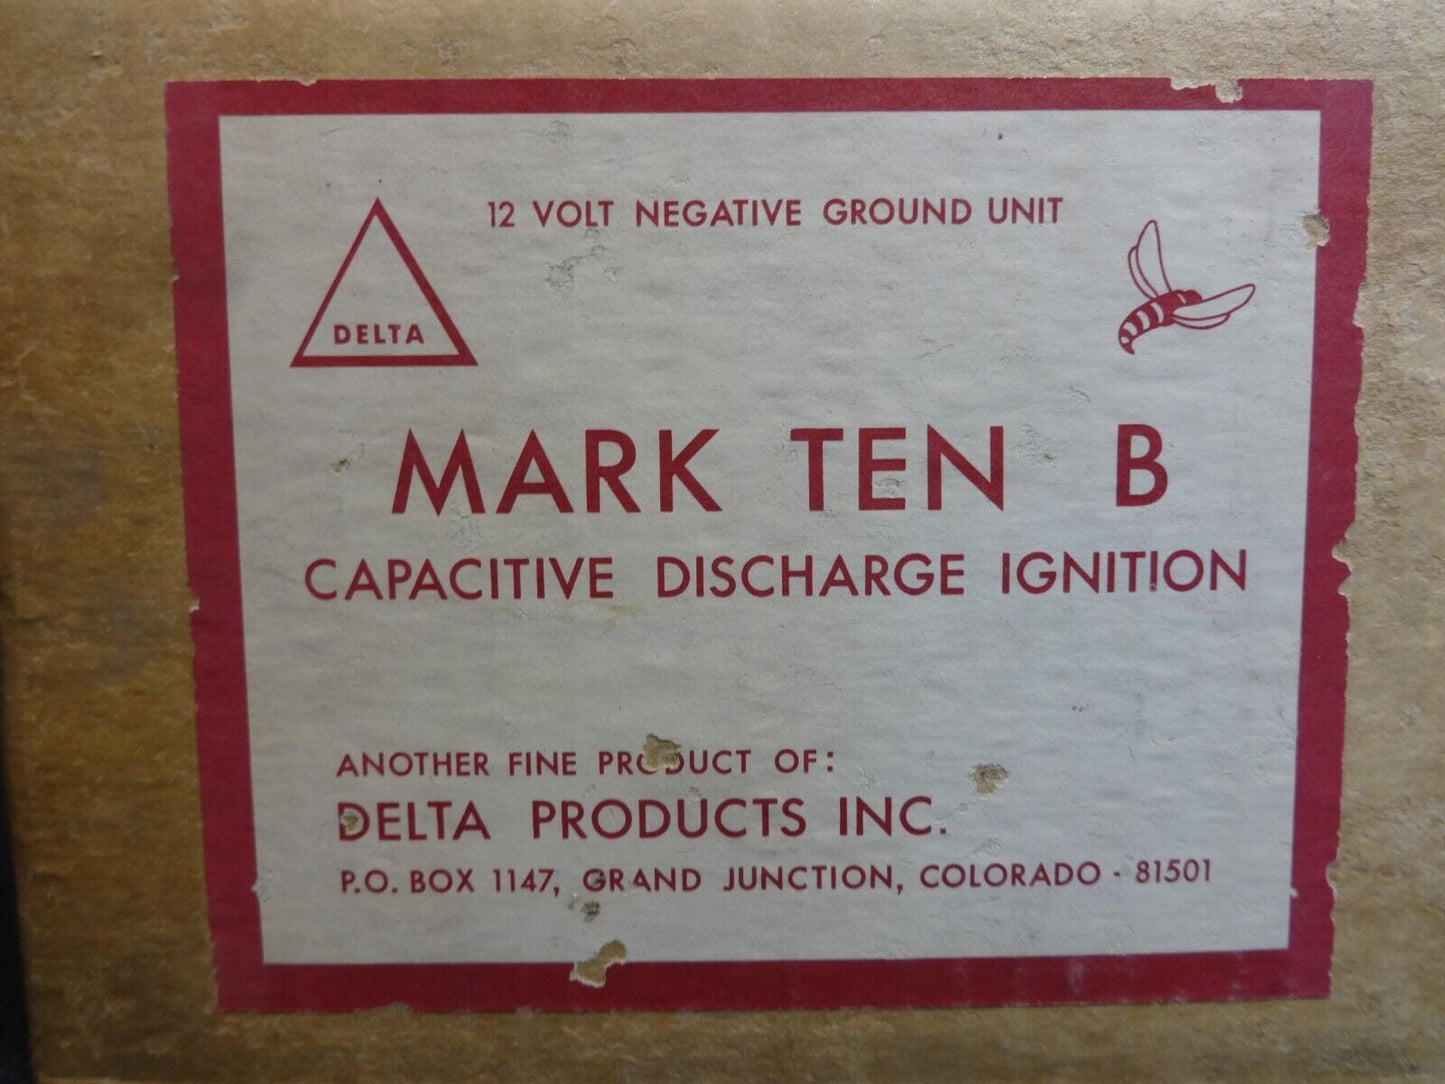 12 VOLT NEGATIVE GROUND UNIT
DELTA
MARK TEN B
CAPACITIVE DISCHARGE IGNITION
ANOTHER FINE PRODUCT OF:
DELTA PRODUCTS INC.
P.O. BOX 1147, GRAND JUNCTION, COLORADO - 81501